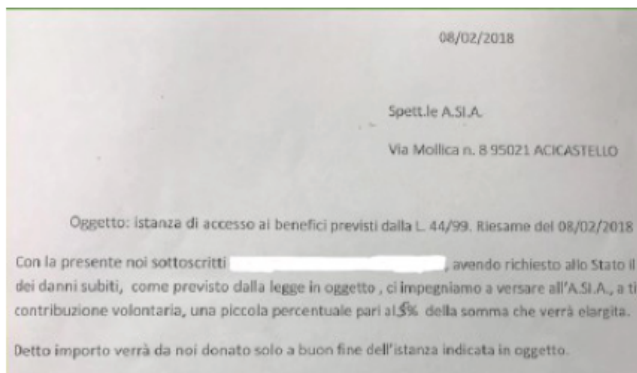 08/02/2018
Spett.le A.SI.A.
Via Mollica n. 8 95021 ACICASTELLO
Oggetto: istanza di accesso ai benefici previsti dalla L. 44/99. Riesame del 08/02/2018
Con la presente noi sottoscritti , avendo richiesto allo Stato il
dei danni subiti, come previsto dalla legge in oggetto , ci impegniamo a versare all'A.SI.A., a ti
contribuzione volontaria, una piccola percentuale pari al 5% della somma che verrà elargita.
Detto importo verrà da noi donato solo a buon fine dell'istanza indicata in oggetto.